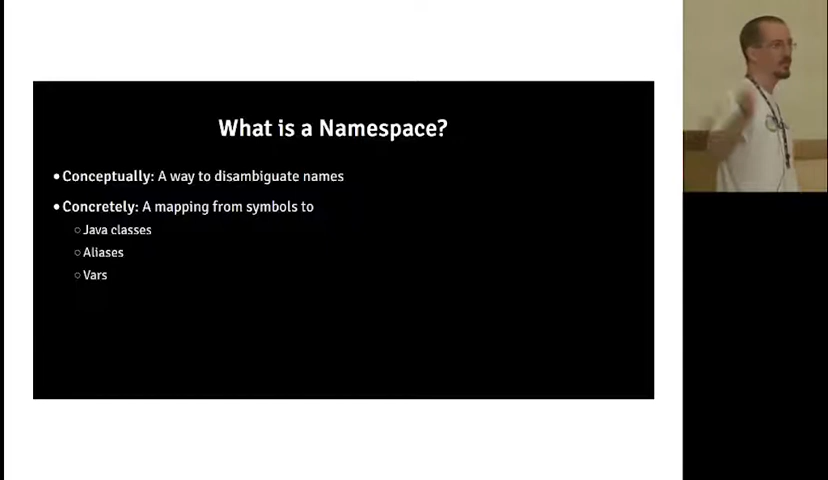 What is a Namespace?
• Conceptually: A way to disambiguate names
• Concretely: A mapping from symbols to
○ Java classes
○ Aliases
○ Vars